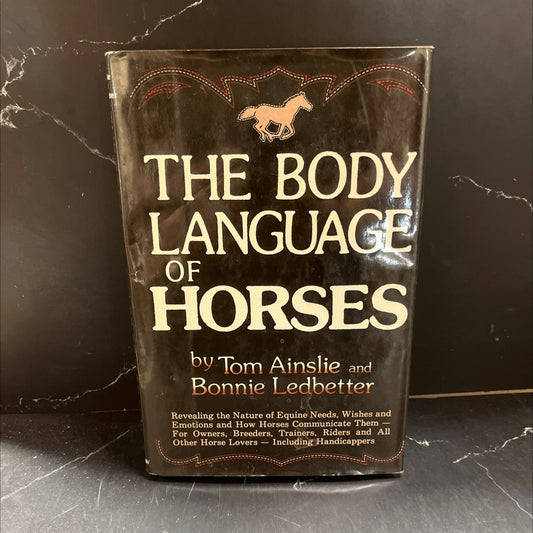 THE BODY
LANGUAGE
OF
HORSES
by Tom Ainslie and
Bonnie Ledbetter
Revealing the Nature of Equine Needs, Wishes and
Emotions and How Horses Communicate Them —
For Owners, Breeders, Trainers, Riders and All
Other Horse Lovers — Including Handicappers